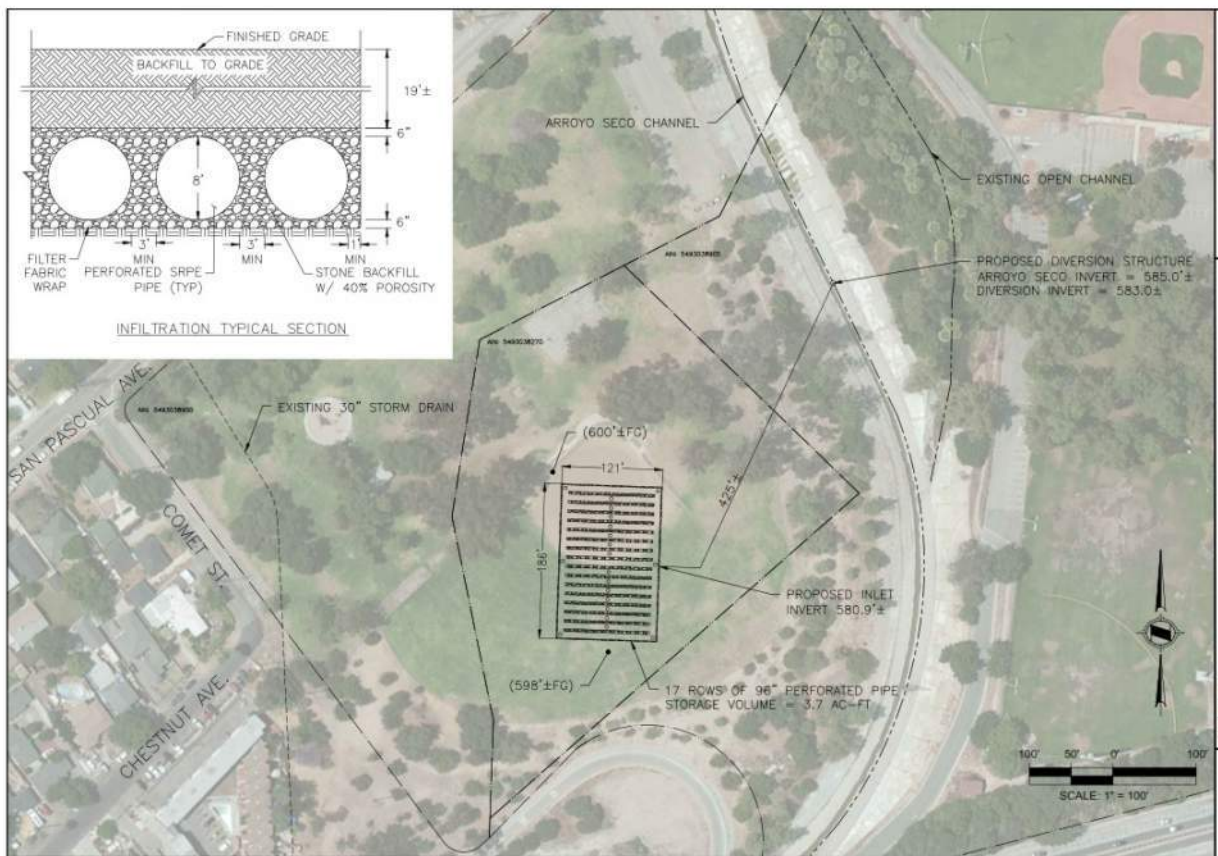 FINISHED GRADE
BACKFILL TO GRADE
19'±
6"
8'
6"
3'
MIN
3'
MIN
1'
MIN
FILTER
FABRIC
WRAP
PERFORATED SRPE
PIPE (TYP)
STONE BACKFILL
W/ 40% POROSITY
INFILTRATION TYPICAL SECTION
ARROYO SECO CHANNEL
EXISTING OPEN CHANNEL
PROPOSED DIVERSION STRUCTURE
ARROYO SECO INVERT = 585.0'±
DIVERSION INVERT = 583.0±
SAN PASCUAL AVE.
EXISTING 30" STORM DRAIN
COMET ST.
CHESTNUT AVE.
(600'±FG)
121'
186'
425'±
PROPOSED INLET
INVERT 580.9'±
(598'±FG)
17 ROWS OF 96" PERFORATED PIPE
STORAGE VOLUME = 3.7 AC-FT
100' 50' 0' 100'
SCALE: 1" = 100'